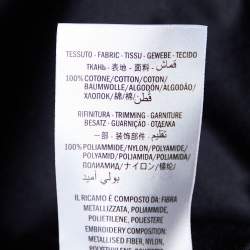 TESSUTO - FABRIC - TISSU - GEWEBE - TECIDO
ТКАНЬ - 表地 - 面料 - قماش
100% COTONE/COTTON/COTON/
BAUMWOLLE/ALGODÓN/ALGODÃO/
ХЛОПОК/綿/棉/قطن
RIFINITURA - TRIMMING - GARNITURE
BESATZ - GUARNIÇÃO - ОТДЕЛКА
一部 - 装饰部件 - تقليم
100% POLIAMMIDE/NYLON/POLYAMIDE/
POLYAMID/POLIAMIDA/POLIAMIDA/
ПОЛИАМИД/ナイロン/锦纶/
بولي أميد
IL RICAMO È COMPOSTO DA: FIBRA
METALLIZZATA, POLIAMMIDE,
POLIETILENE, POLIESTERE
EMBROIDERY COMPOSITION:
METALLISED FIBER, NYLON,